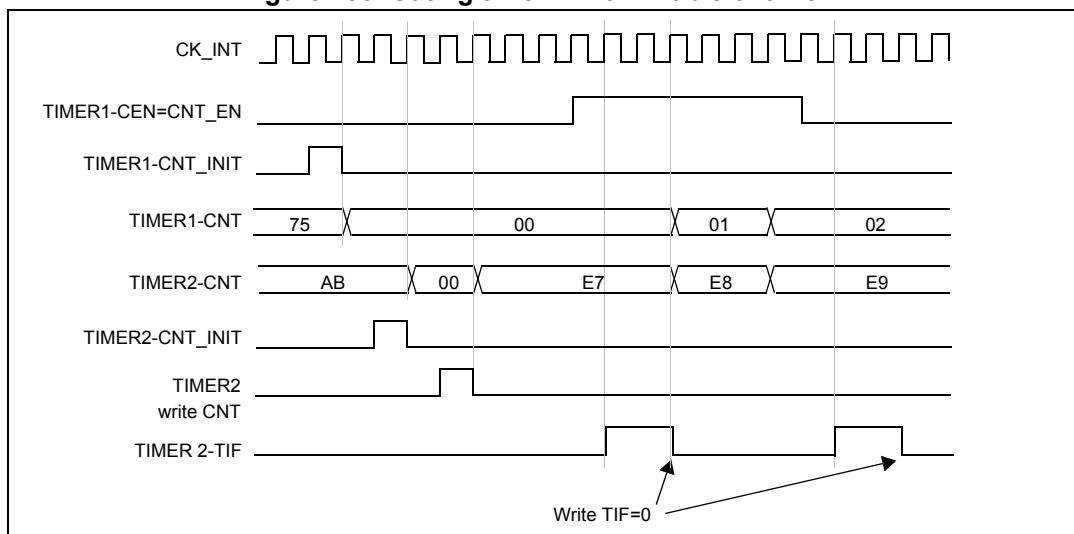 CK_INT
TIMER1-CEN=CNT_EN
TIMER1-CNT_INIT
TIMER1-CNT 75 00 01 02
TIMER2-CNT AB 00 E7 E8 E9
TIMER2-CNT_INIT
TIMER2
write CNT
TIMER 2-TIF
Write TIF=0